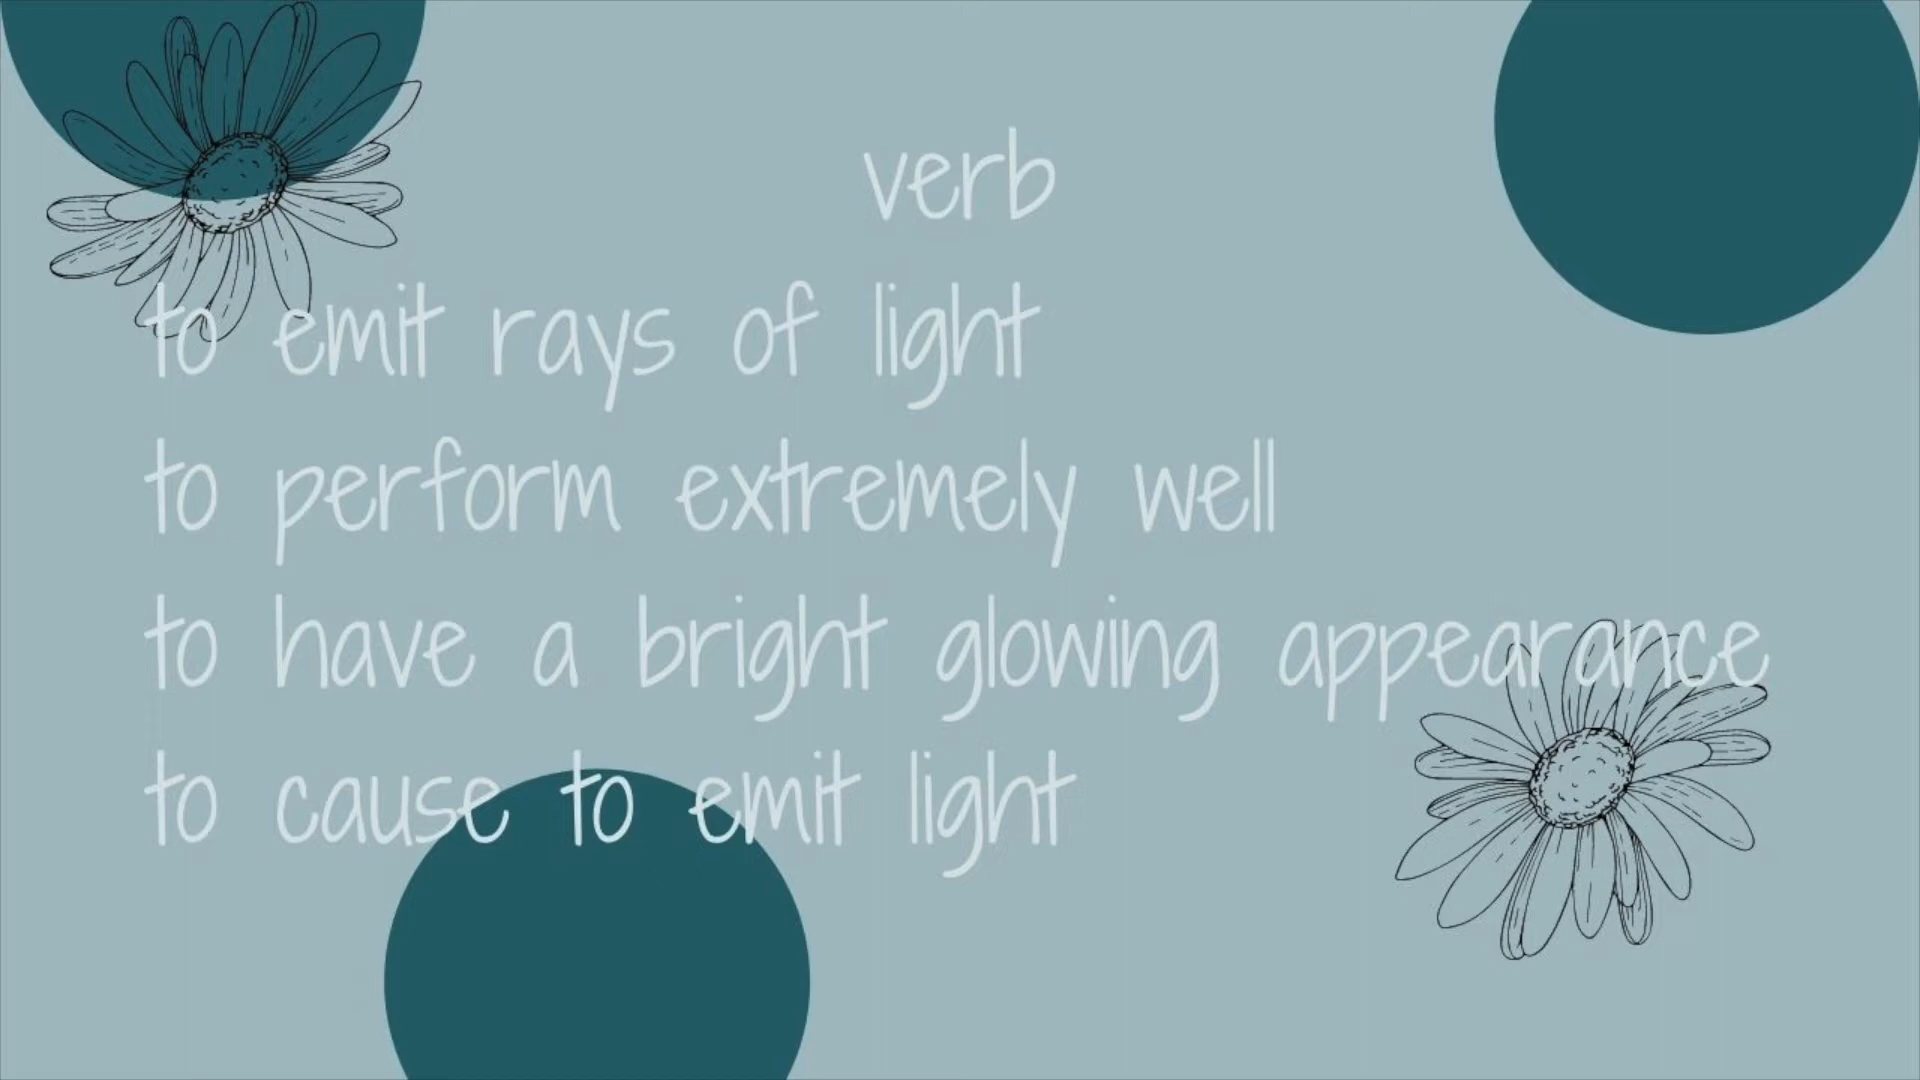 verb
to emit rays of light
to perform extremely well
to have a bright glowing appearance
to cause to emit light